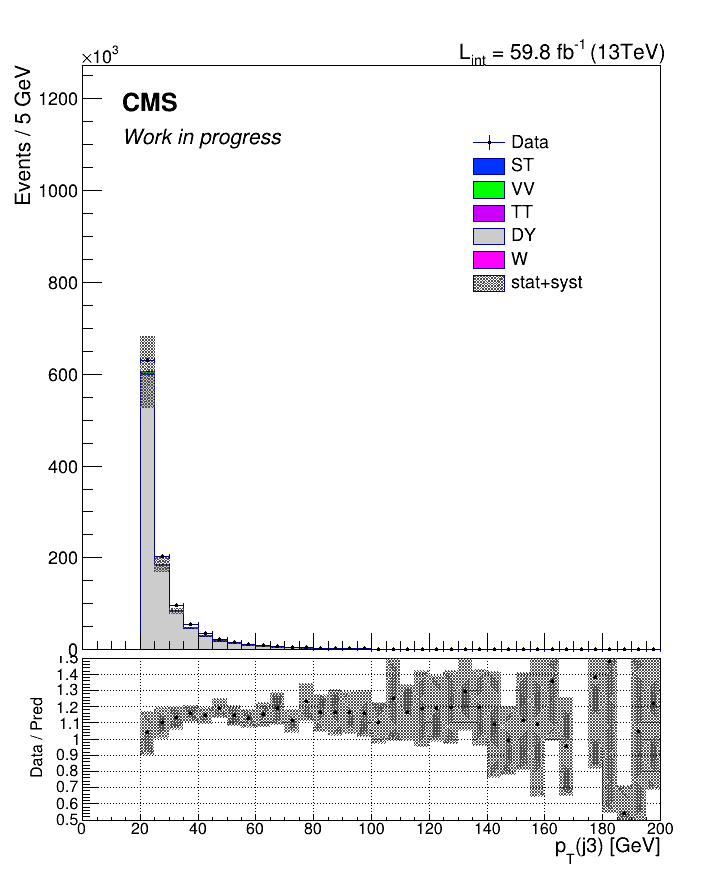 ×10³
L_int = 59.8 fb⁻¹ (13TeV)
Events / 5 GeV
1200
1000
800
600
400
200
0
CMS
Work in progress
Data
ST
VV
TT
DY
W
stat+syst
Data / Pred
1.5
1.4
1.3
1.2
1.1
1
0.9
0.8
0.7
0.6
0.5
0 20 40 60 80 100 120 140 160 180 200
p_T(j3) [GeV]